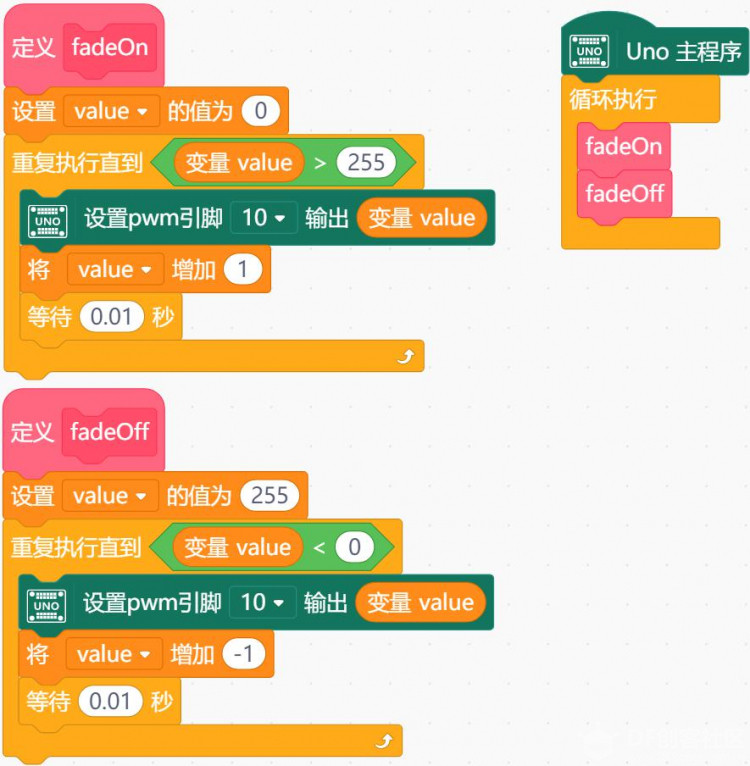 定义 fadeOn
设置 value 的值为 0
重复执行直到 变量 value > 255
UNO 设置pwm引脚 10 输出 变量 value
将 value 增加 1
等待 0.01 秒
定义 fadeOff
设置 value 的值为 255
重复执行直到 变量 value < 0
UNO 设置pwm引脚 10 输出 变量 value
将 value 增加 -1
等待 0.01 秒
UNO Uno 主程序
循环执行
fadeOn
fadeOff